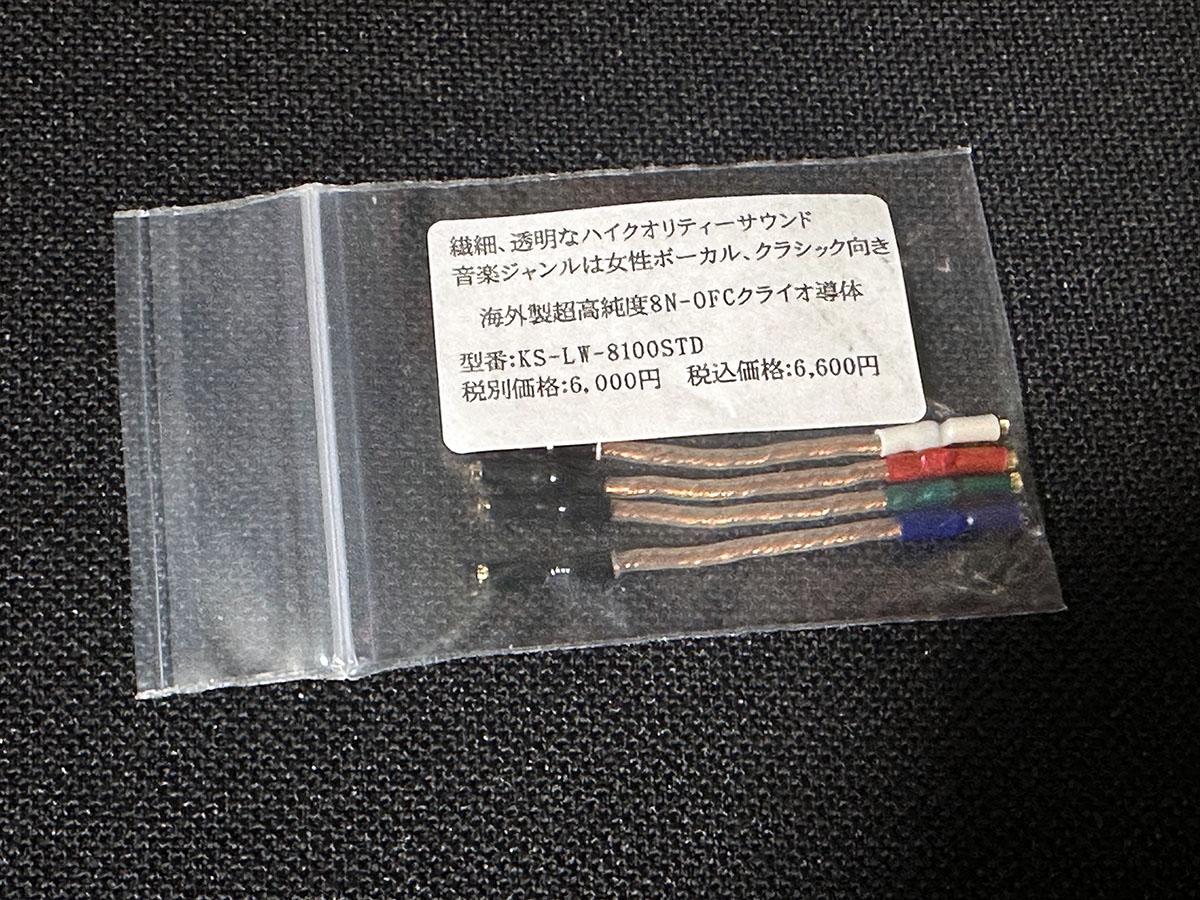 繊細、透明なハイクオリティーサウンド
音楽ジャンルは女性ボーカル、クラシック向き
海外製超高純度8N-OFCクライオ導体
型番:KS-LW-8100STD
税別価格:6,000円　税込価格:6,600円